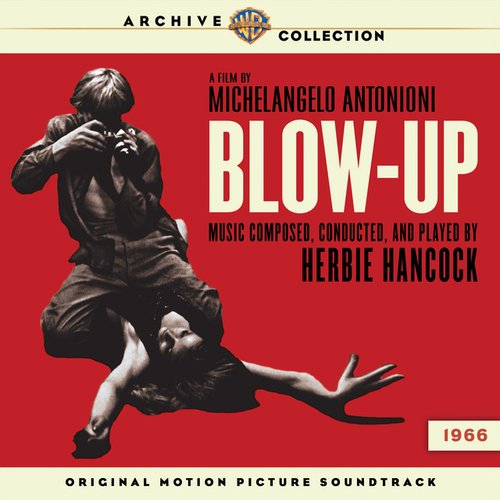 ARCHIVE WB COLLECTION
A FILM BY
MICHELANGELO ANTONIONI
BLOW-UP
MUSIC COMPOSED, CONDUCTED, AND PLAYED BY
HERBIE HANCOCK
1966
ORIGINAL MOTION PICTURE SOUNDTRACK